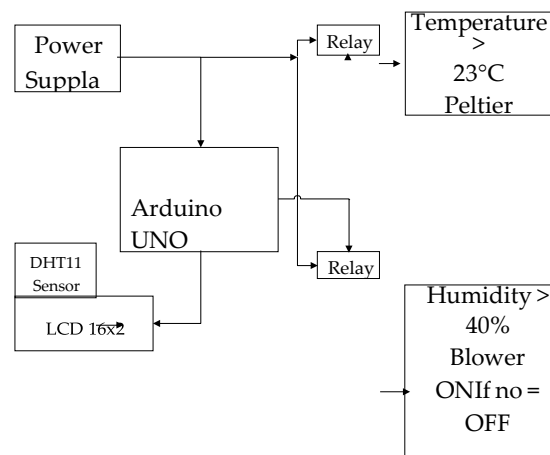 Power
Suppla
Relay
Temperature
>
23°C
Peltier
Arduino
UNO
Relay
DHT11
Sensor
LCD 16x2
Humidity >
40%
Blower
ONIf no =
OFF